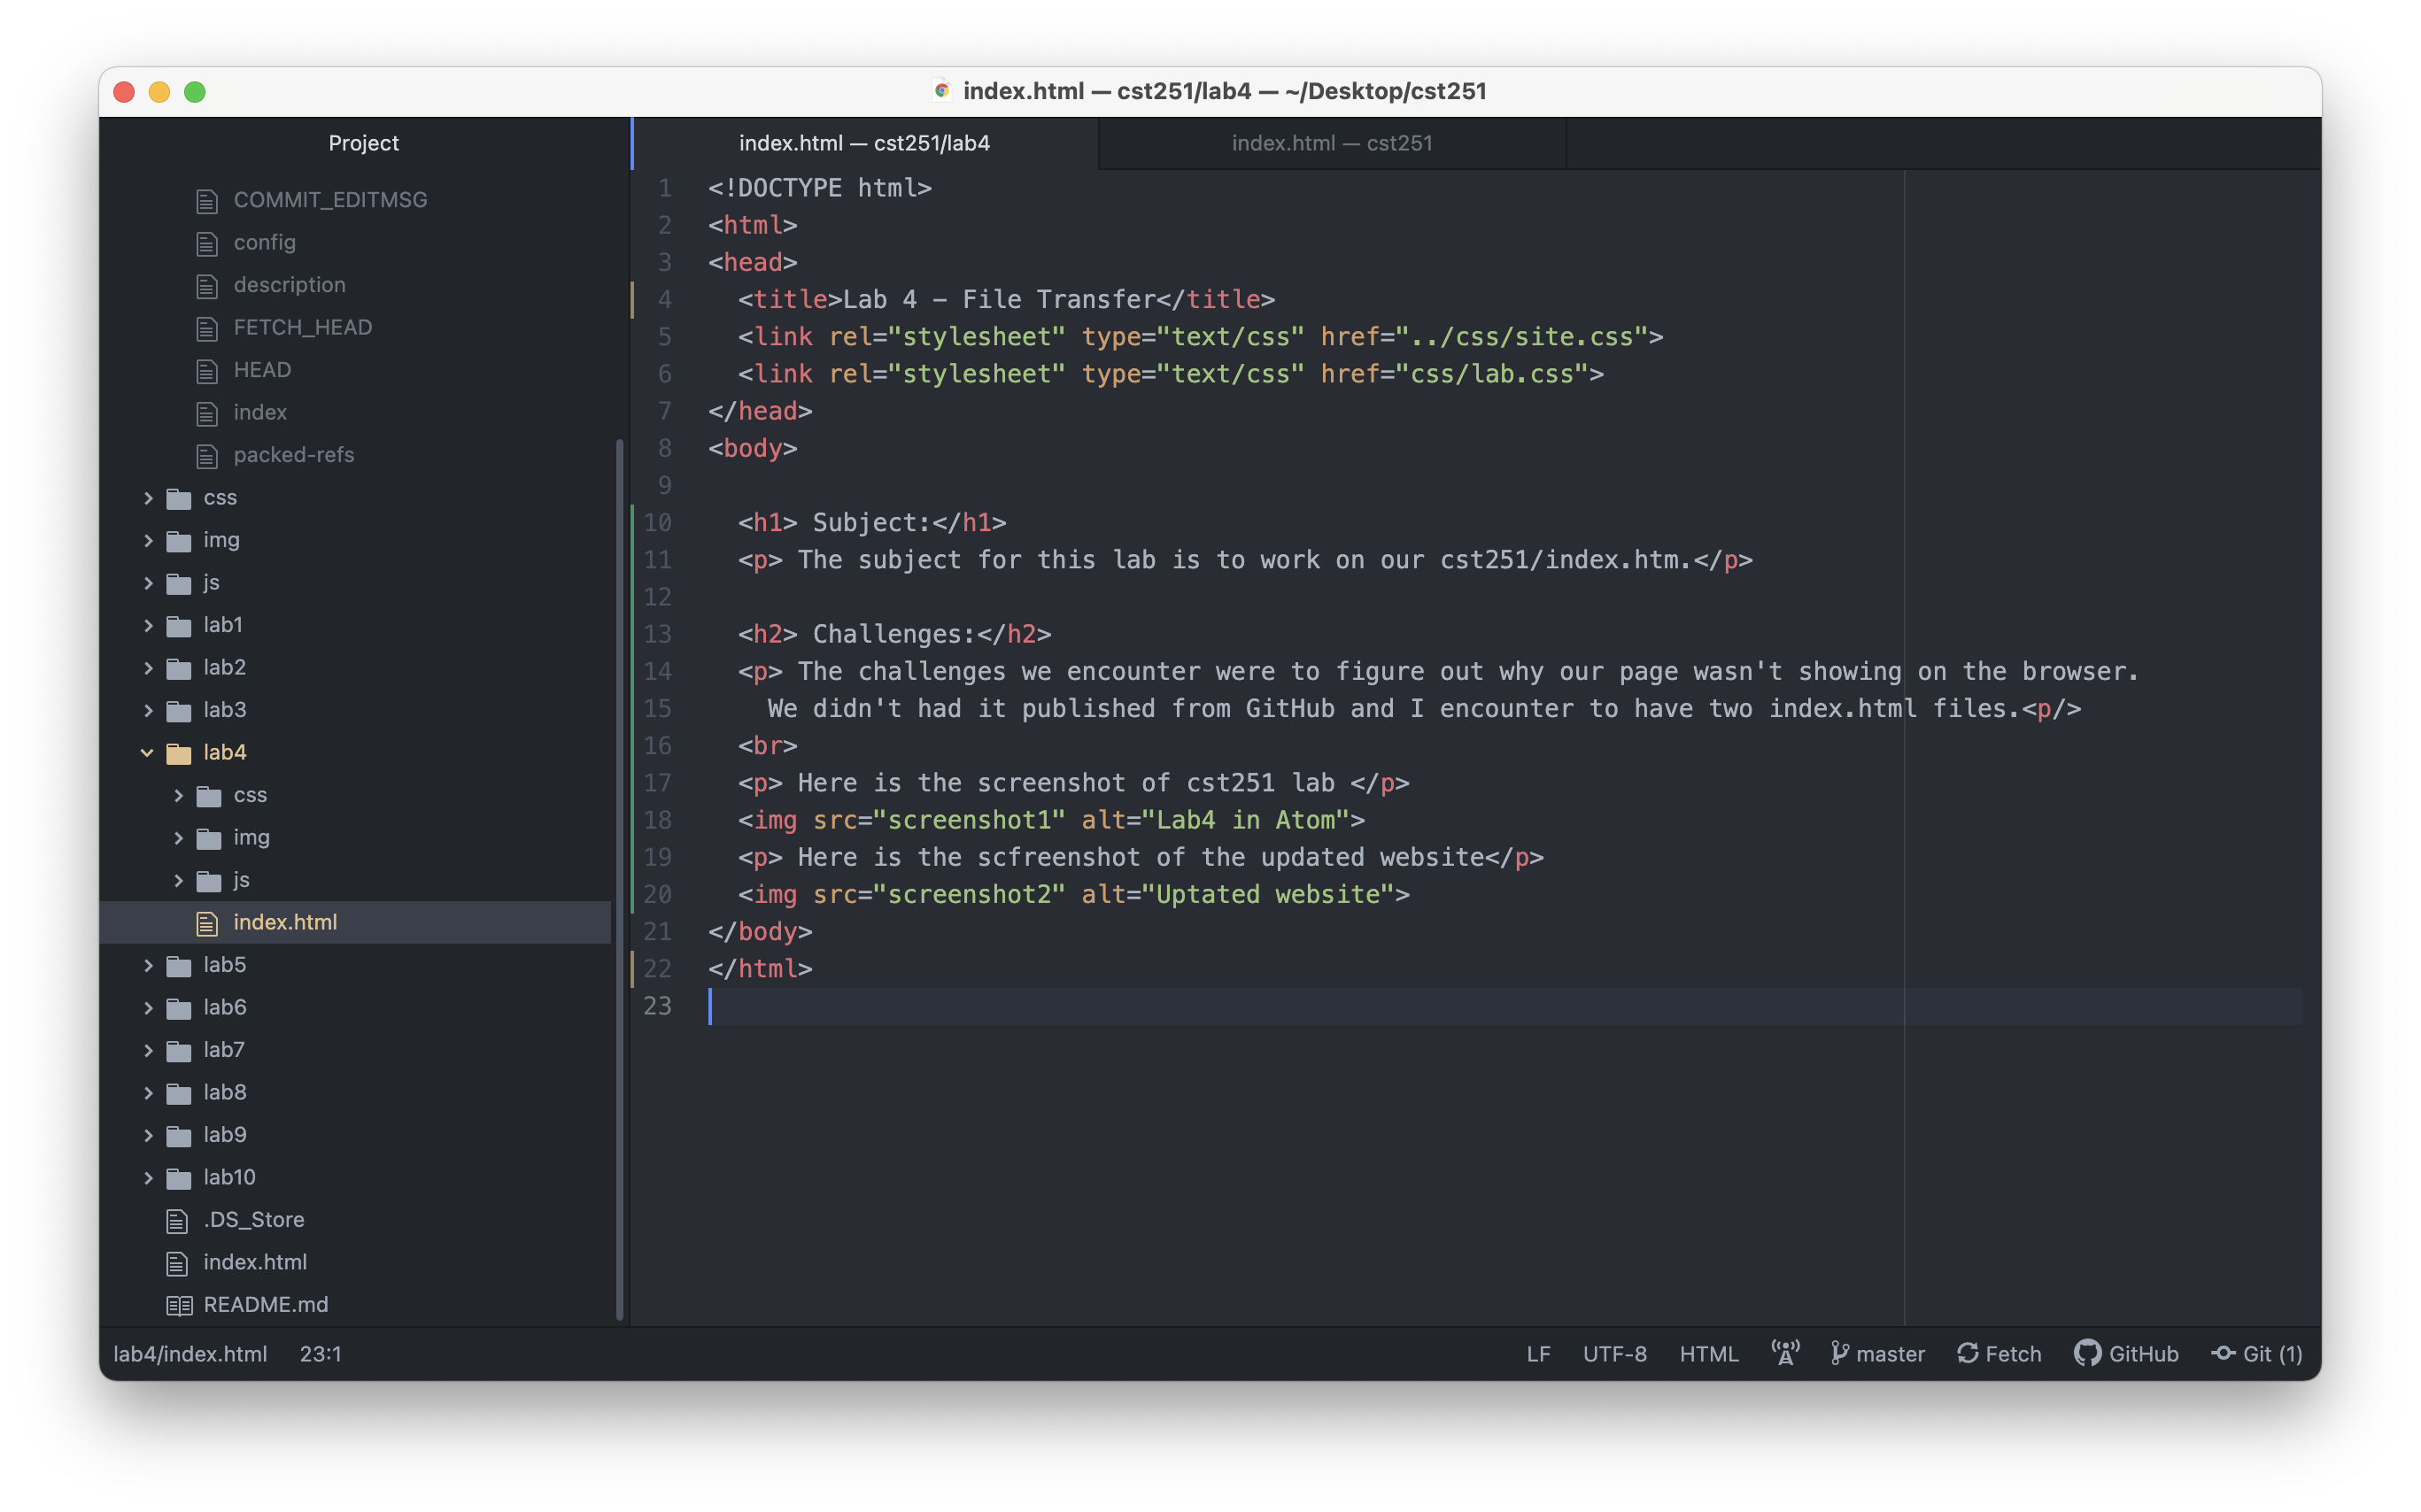 index.html — cst251/lab4 — ~/Desktop/cst251
Project
COMMIT_EDITMSG
config
description
FETCH_HEAD
HEAD
index
packed-refs
css
img
js
lab1
lab2
lab3
lab4
css
img
js
index.html
lab5
lab6
lab7
lab8
lab9
lab10
.DS_Store
index.html
README.md
index.html — cst251/lab4
index.html — cst251
1 <!DOCTYPE html>
2 <html>
3 <head>
4   <title>Lab 4 - File Transfer</title>
5   <link rel="stylesheet" type="text/css" href="../css/site.css">
6   <link rel="stylesheet" type="text/css" href="css/lab.css">
7 </head>
8 <body>
9
10   <h1> Subject:</h1>
11   <p> The subject for this lab is to work on our cst251/index.htm.</p>
12
13   <h2> Challenges:</h2>
14   <p> The challenges we encounter were to figure out why our page wasn't showing on the browser.
15     We didn't had it published from GitHub and I encounter to have two index.html files.<p/>
16   <br>
17   <p> Here is the screenshot of cst251 lab </p>
18   <img src="screenshot1" alt="Lab4 in Atom">
19   <p> Here is the scfreenshot of the updated website</p>
20   <img src="screenshot2" alt="Uptated website">
21 </body>
22 </html>
23
lab4/index.html 23:1 LF UTF-8 HTML master Fetch GitHub Git (1)